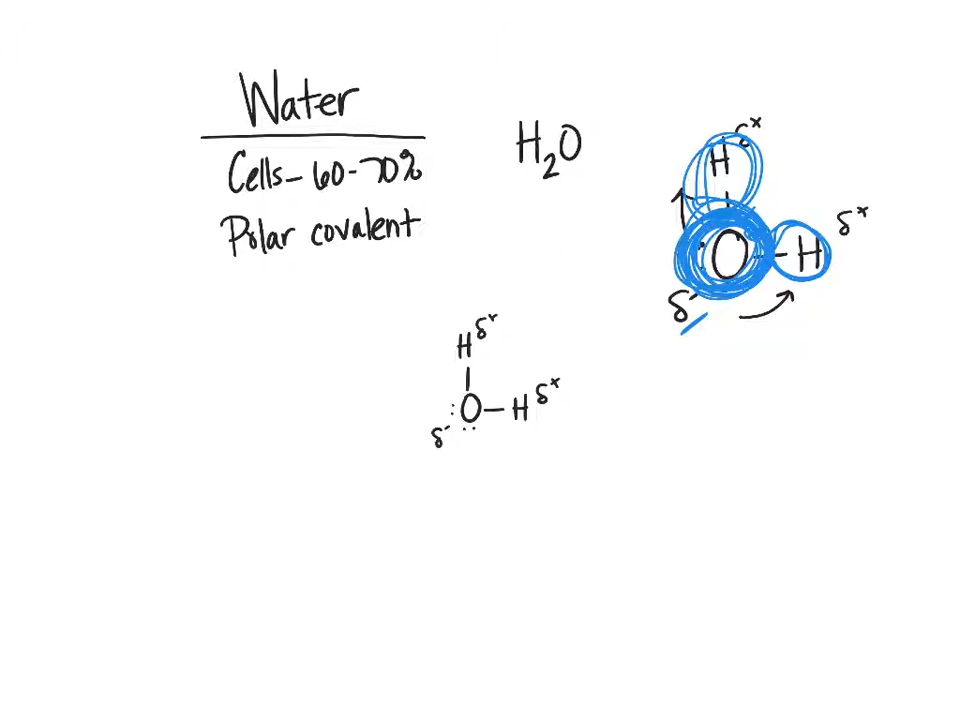 Water
Cells - 60-70%
Polar covalent
H₂O
H δ⁺
O - H δ⁺
δ⁻
H δ⁺
:O - H δ⁺
δ⁻ ..